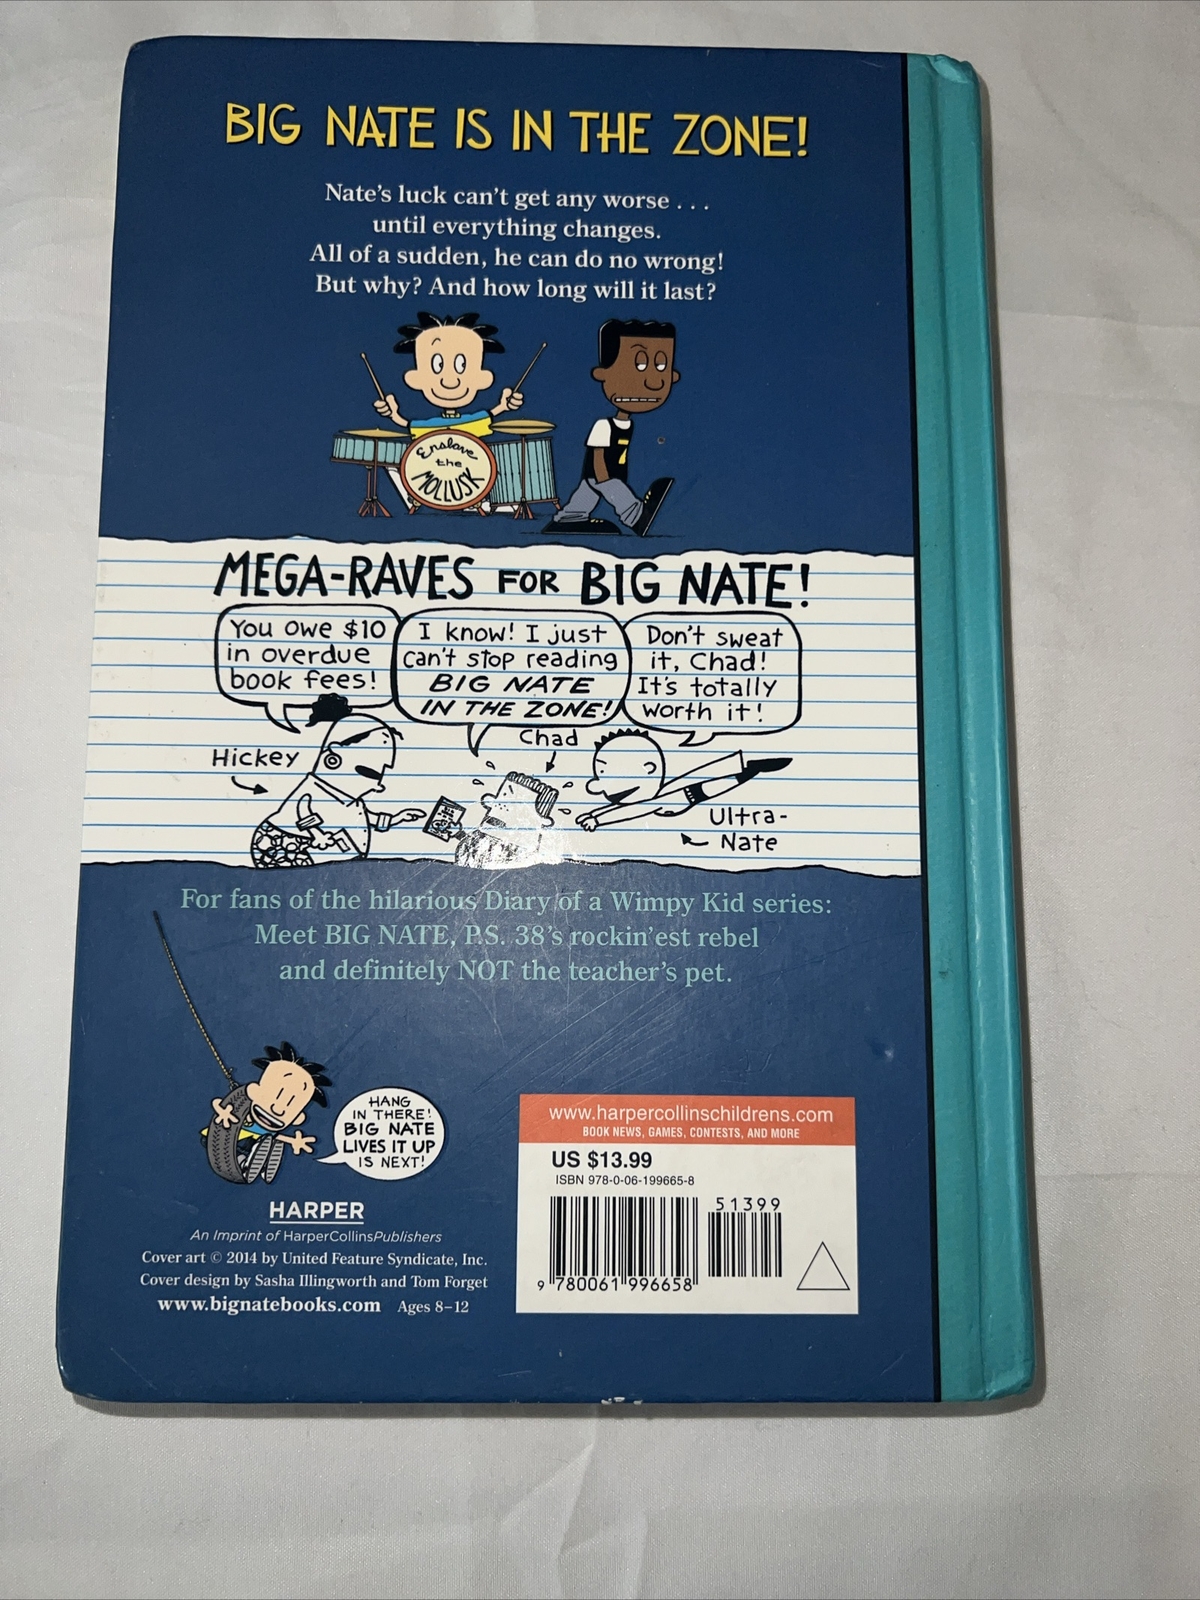 BIG NATE IS IN THE ZONE!
Nate's luck can't get any worse . . .
until everything changes.
All of a sudden, he can do no wrong!
But why? And how long will it last?
Enslave
the
MOLLUSK
7
MEGA-RAVES FOR BIG NATE!
You owe $10
in overdue
book fees!
I know! I just
can't stop reading
BIG NATE
IN THE ZONE!
Don't sweat
it, Chad!
It's totally
worth it!
Hickey
Chad
Ultra-
Nate
For fans of the hilarious Diary of a Wimpy Kid series:
Meet BIG NATE, P.S. 38's rockin'est rebel
and definitely NOT the teacher's pet.
HANG
IN THERE!
BIG NATE
LIVES IT UP
IS NEXT!
HARPER
An Imprint of HarperCollinsPublishers
Cover art © 2014 by United Feature Syndicate, Inc.
Cover design by Sasha Illingworth and Tom Forget
www.bignatebooks.com Ages 8–12
www.harpercollinschildrens.com
BOOK NEWS, GAMES, CONTESTS, AND MORE
US $13.99
ISBN 978-0-06-199665-8
51399
9 780061 996658